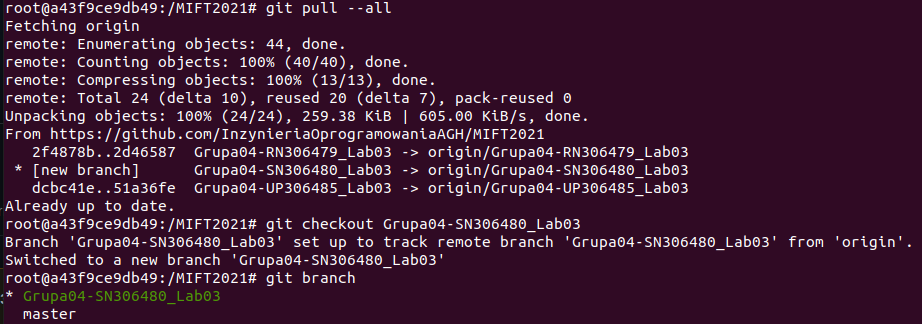 root@a43f9ce9db49:/MIFT2021# git pull --all
Fetching origin
remote: Enumerating objects: 44, done.
remote: Counting objects: 100% (40/40), done.
remote: Compressing objects: 100% (13/13), done.
remote: Total 24 (delta 10), reused 20 (delta 7), pack-reused 0
Unpacking objects: 100% (24/24), 259.38 KiB | 605.00 KiB/s, done.
From https://github.com/InzynieriaOprogramowaniaAGH/MIFT2021
   2f4878b..2d46587  Grupa04-RN306479_Lab03 -> origin/Grupa04-RN306479_Lab03
 * [new branch]      Grupa04-SN306480_Lab03 -> origin/Grupa04-SN306480_Lab03
   dcbc41e..51a36fe  Grupa04-UP306485_Lab03 -> origin/Grupa04-UP306485_Lab03
Already up to date.
root@a43f9ce9db49:/MIFT2021# git checkout Grupa04-SN306480_Lab03
Branch 'Grupa04-SN306480_Lab03' set up to track remote branch 'Grupa04-SN306480_Lab03' from 'origin'.
Switched to a new branch 'Grupa04-SN306480_Lab03'
root@a43f9ce9db49:/MIFT2021# git branch
* Grupa04-SN306480_Lab03
  master